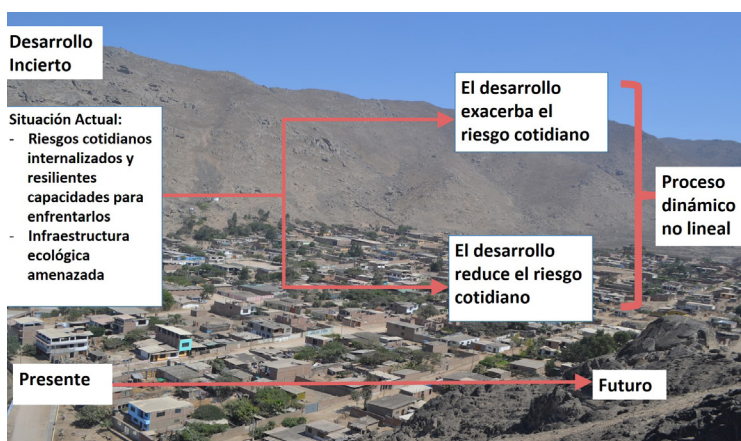 Desarrollo
Incierto
Situación Actual:
- Riesgos cotidianos
internalizados y
resilientes
capacidades para
enfrentarlos
- Infraestructura
ecológica
amenazada
El desarrollo
exacerba el
riesgo cotidiano
El desarrollo
reduce el riesgo
cotidiano
Proceso
dinámico
no lineal
Presente
Futuro